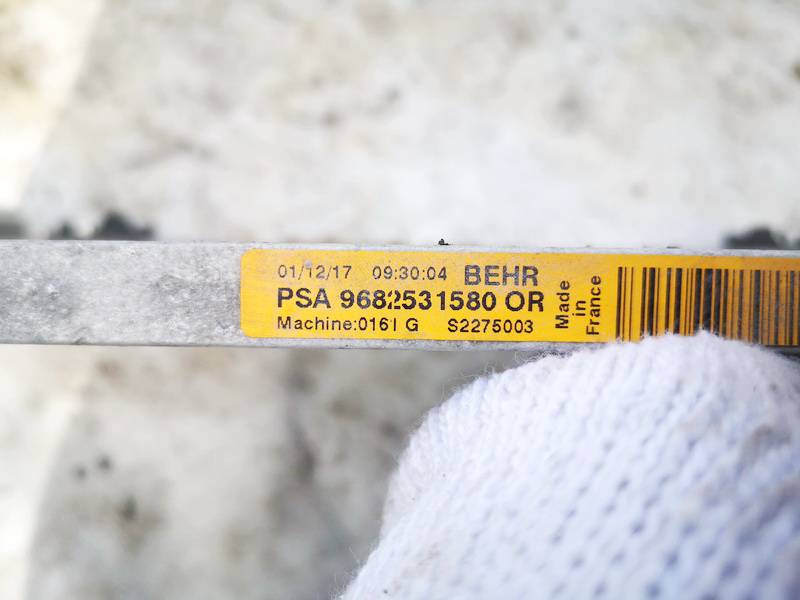 01/12/17 09:30:04 BEHR
PSA 9682531580 OR
Machine:0161 G S2275003
Made
in
France